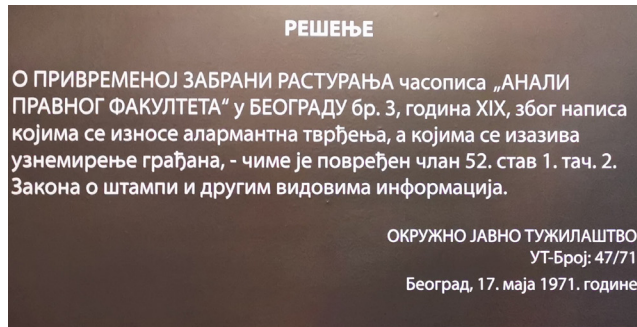 РЕШЕЊЕ
О ПРИВРЕМЕНОЈ ЗАБРАНИ РАСТУРАЊА часописа „АНАЛИ
ПРАВНОГ ФАКУЛТЕТА“ у БЕОГРАДУ бр. 3, година XIX, због написа
којима се износе алармантна тврђења, а којима се изазива
узнемирење грађана, - чиме је повређен члан 52. став 1. тач. 2.
Закона о штампи и другим видовима информација.
ОКРУЖНО ЈАВНО ТУЖИЛАШТВО
УТ-Број: 47/71
Београд, 17. маја 1971. године